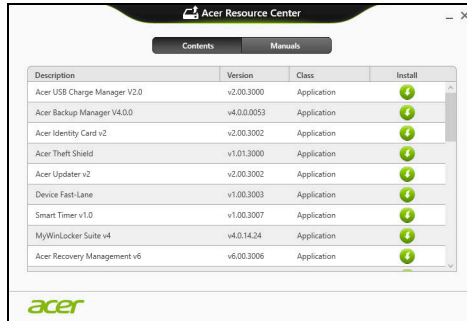 Acer Resource Center
Contents Manuals
Description Version Class Install
Acer USB Charge Manager V2.0 v2.00.3000 Application
Acer Backup Manager V4.0.0 v4.0.0.0053 Application
Acer Identity Card v2 v2.00.3002 Application
Acer Theft Shield v1.01.3000 Application
Acer Updater v2 v2.00.3002 Application
Device Fast-Lane v1.00.3003 Application
Smart Timer v1.0 v1.00.3007 Application
MyWinLocker Suite v4 v4.0.14.24 Application
Acer Recovery Management v6 v6.00.3006 Application
acer